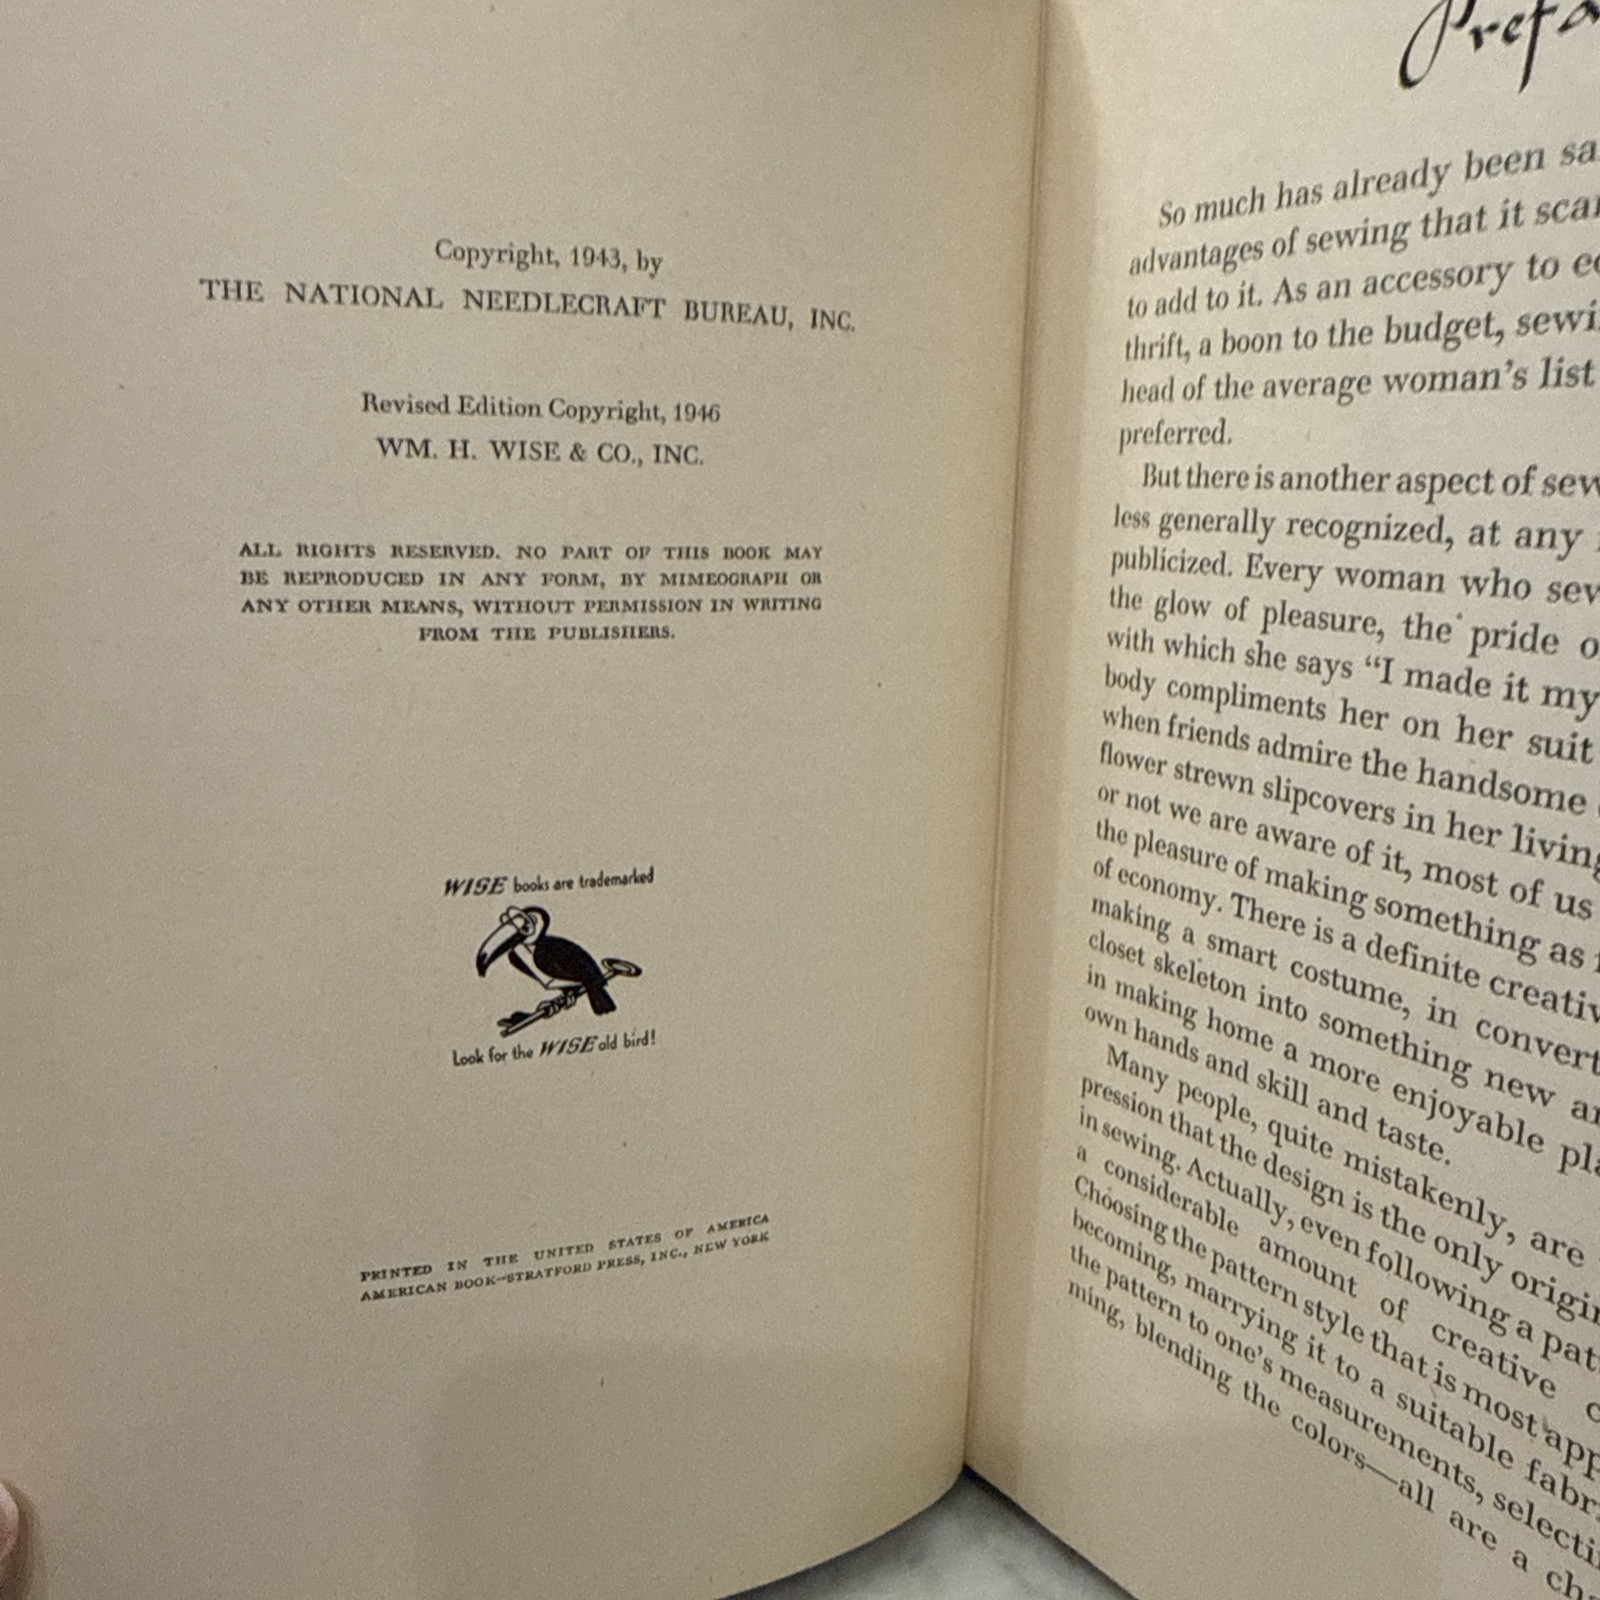 Copyright, 1943, by
THE NATIONAL NEEDLECRAFT BUREAU, INC.
Revised Edition Copyright, 1946
WM. H. WISE & CO., INC.
ALL RIGHTS RESERVED. NO PART OF THIS BOOK MAY
BE REPRODUCED IN ANY FORM, BY MIMEOGRAPH OR
ANY OTHER MEANS, WITHOUT PERMISSION IN WRITING
FROM THE PUBLISHERS.
WISE books are trademarked
Look for the WISE old bird!
PRINTED IN THE UNITED STATES OF AMERICA
AMERICAN BOOK–STRATFORD PRESS, INC., NEW YORK
So much has already been
advantages of sewing that it
to add to it. As an accessory to
thrift, a boon to the budget,
head of the average woman's list
preferred.
But there is another aspect of
less generally recognized, at any
publicized. Every woman who
the glow of pleasure, the pride
with which she says “I made it
body compliments her on her suit
when friends admire the handsome
flower strewn slipcovers in her
or not we are aware of it, most of us
the pleasure of making something as
of economy. There is a definite
making a smart costume, in
closet skeleton into something new
in making home a more enjoyable
own hands and skill and taste.
Many people, quite mistakenly, are
pression that the design is the only
in sewing. Actually, even following a
a considerable amount of creative
Choosing the pattern style that is most
becoming, marrying it to a suitable
the pattern to one's measurements,
ming, blending the colors—all are a